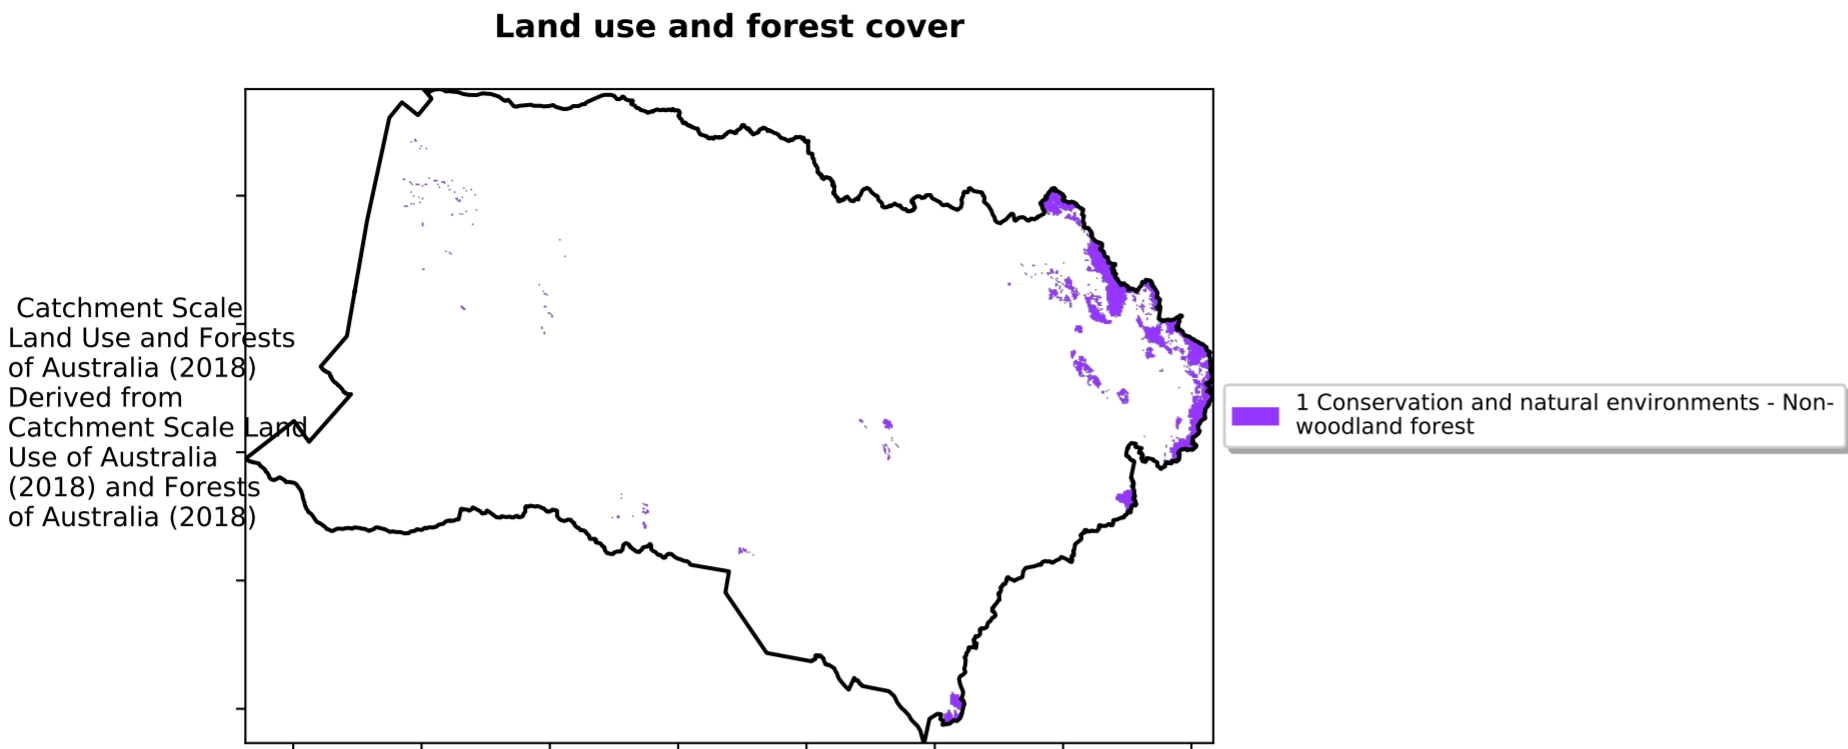 Land use and forest cover
Catchment Scale
Land Use and Forests
of Australia (2018)
Derived from
Catchment Scale Land
Use of Australia
(2018) and Forests
of Australia (2018)
1 Conservation and natural environments - Non-
woodland forest